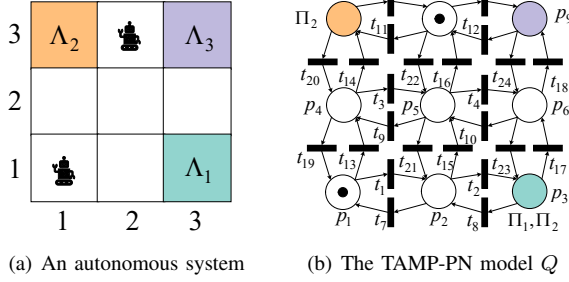 3 Λ₂ Λ₃
2
1 Λ₁
1 2 3
(a) An autonomous system
Π₂ t₁₁ t₁₂ p₉
t₂₀ t₁₄ t₂₂ t₁₆ t₂₄ t₁₈
p₄ t₃ p₅ t₄ p₆
t₉ t₁₀
t₁₉ t₁₃ t₂₁ t₁₅ t₂₃ t₁₇
t₁ t₂ p₃
p₁ t₇ p₂ t₈ Π₁,Π₂
(b) The TAMP-PN model Q